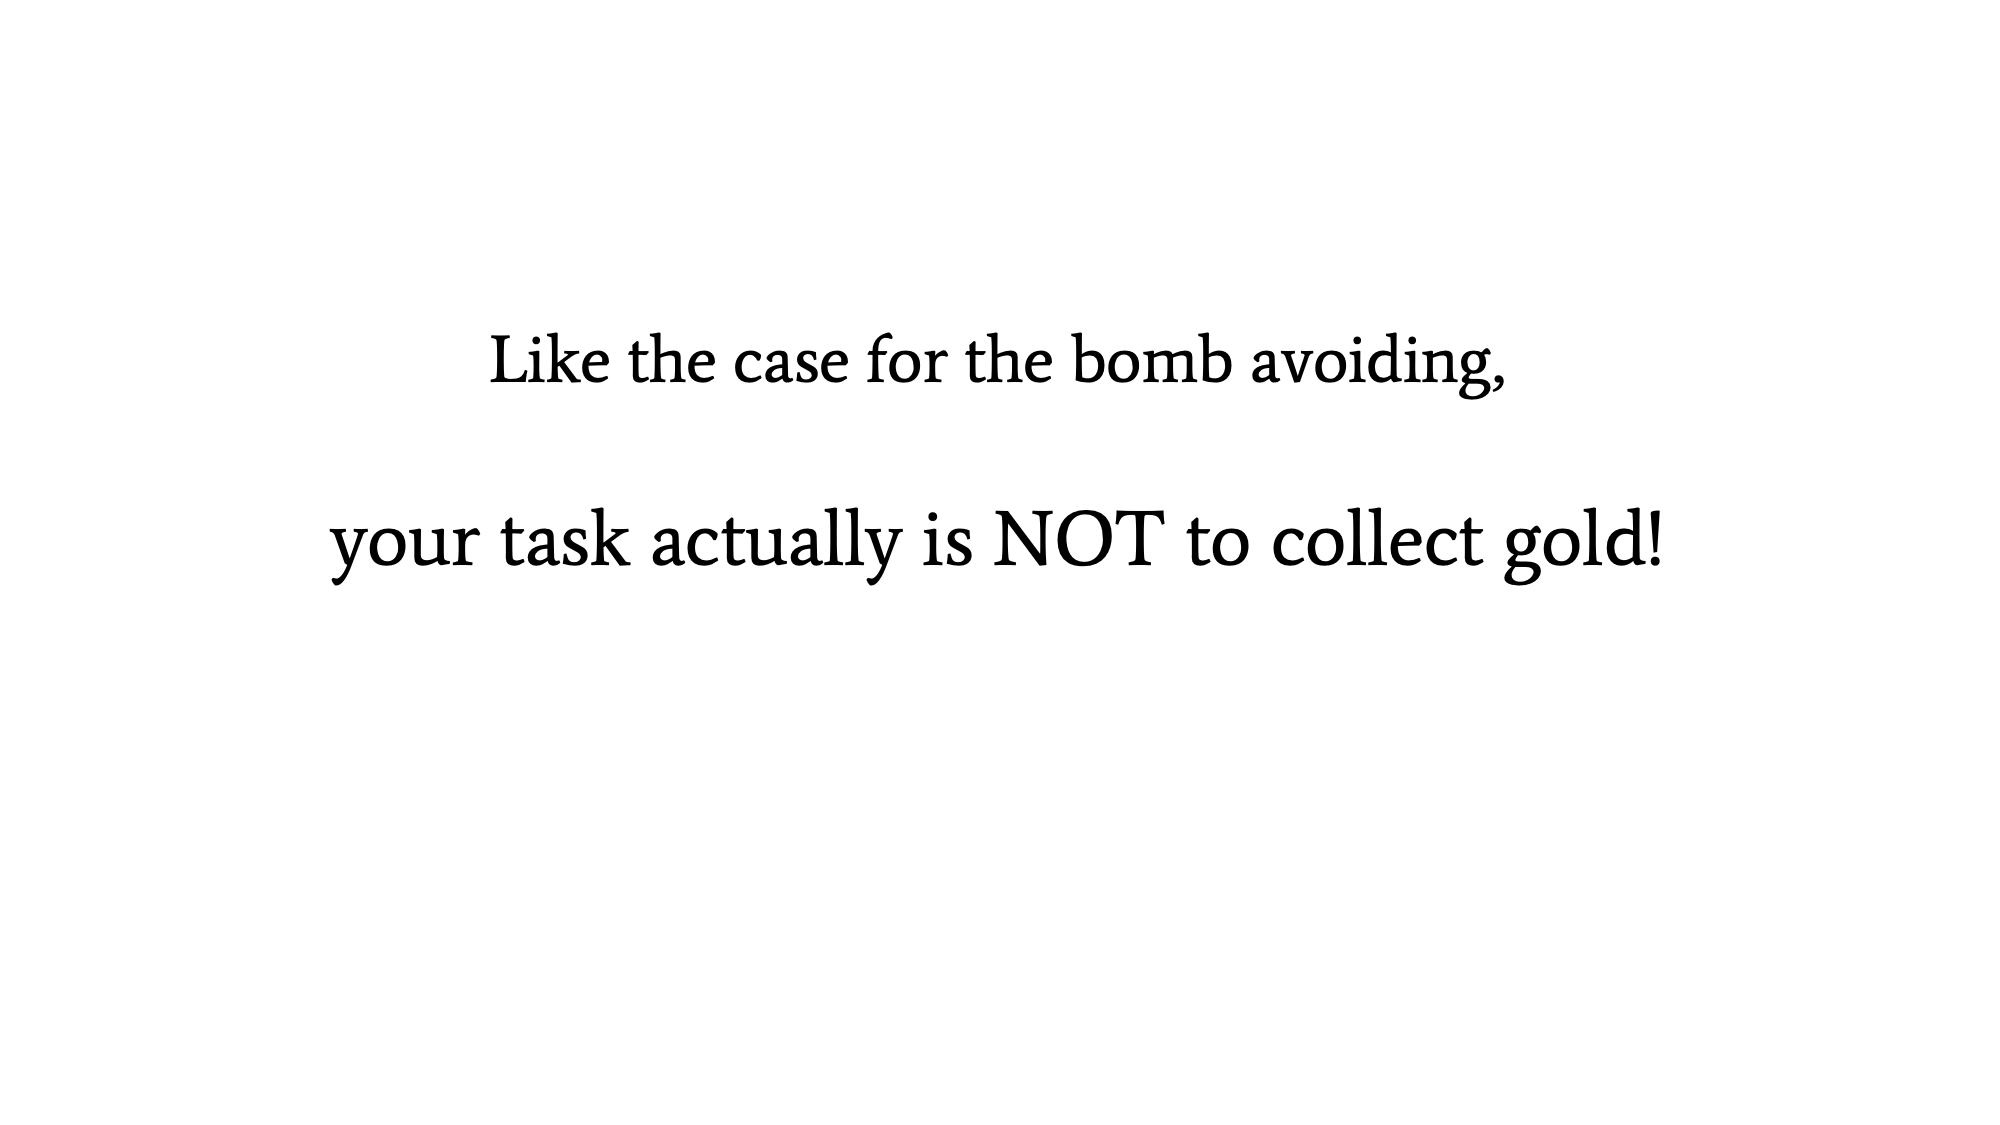 Like the case for the bomb avoiding,
your task actually is NOT to collect gold!